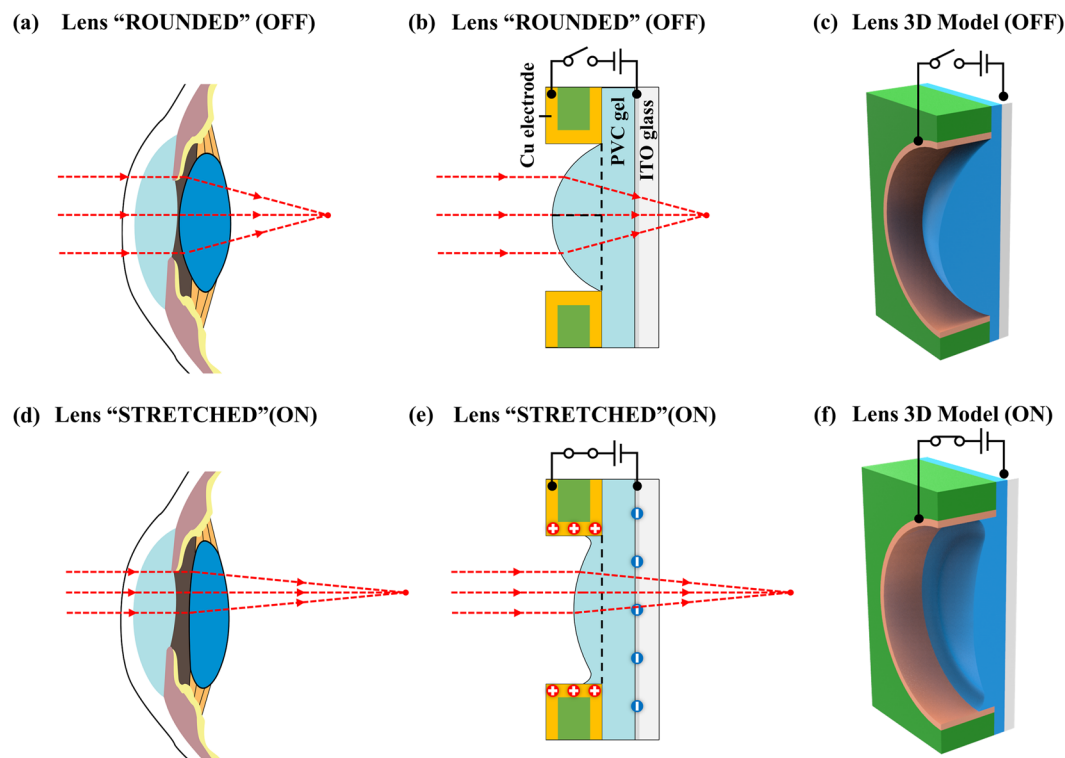 (a) Lens “ROUNDED” (OFF)
(b) Lens “ROUNDED” (OFF)
(c) Lens 3D Model (OFF)
Cu electrode
PVC gel
ITO glass
(d) Lens “STRETCHED”(ON)
(e) Lens “STRETCHED”(ON)
(f) Lens 3D Model (ON)